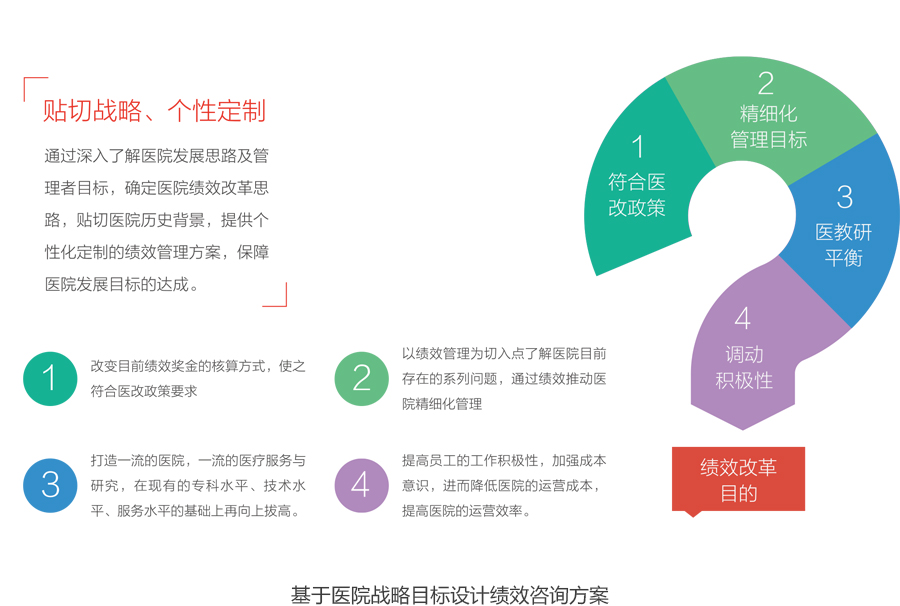 贴切战略、个性定制
通过深入了解医院发展思路及管
理者目标，确定医院绩效改革思
路，贴切医院历史背景，提供个
性化定制的绩效管理方案，保障
医院发展目标的达成。
1
符合医
改政策
2
精细化
管理目标
3
医教研
平衡
4
调动
积极性
绩效改革
目的
1
改变目前绩效奖金的核算方式，使之
符合医改政策要求
2
以绩效管理为切入点了解医院目前
存在的系列问题，通过绩效推动医
院精细化管理
3
打造一流的医院，一流的医疗服务与
研究，在现有的专科水平、技术水
平、服务水平的基础上再向上拔高。
4
提高员工的工作积极性，加强成本
意识，进而降低医院的运营成本，
提高医院的运营效率。
基于医院战略目标设计绩效咨询方案